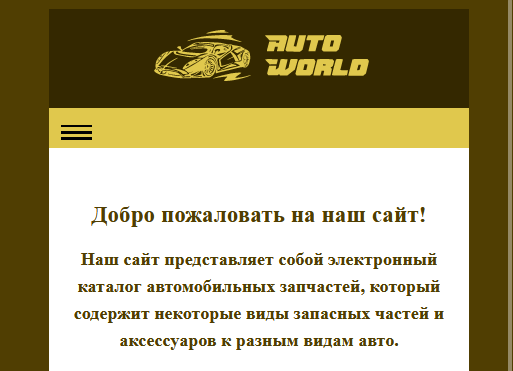 AUTO
WORLD
Добро пожаловать на наш сайт!
Наш сайт представляет собой электронный
каталог автомобильных запчастей, который
содержит некоторые виды запасных частей и
аксессуаров к разным видам авто.